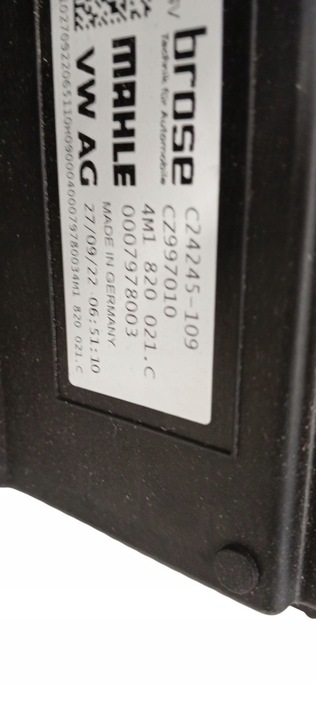 brose
Technik für Automobile
MAHLE
VW AG
C24245-109
CZ997010
4M1 820 021.C
0007978003
MADE IN GERMANY
27/09/22 06:51:10